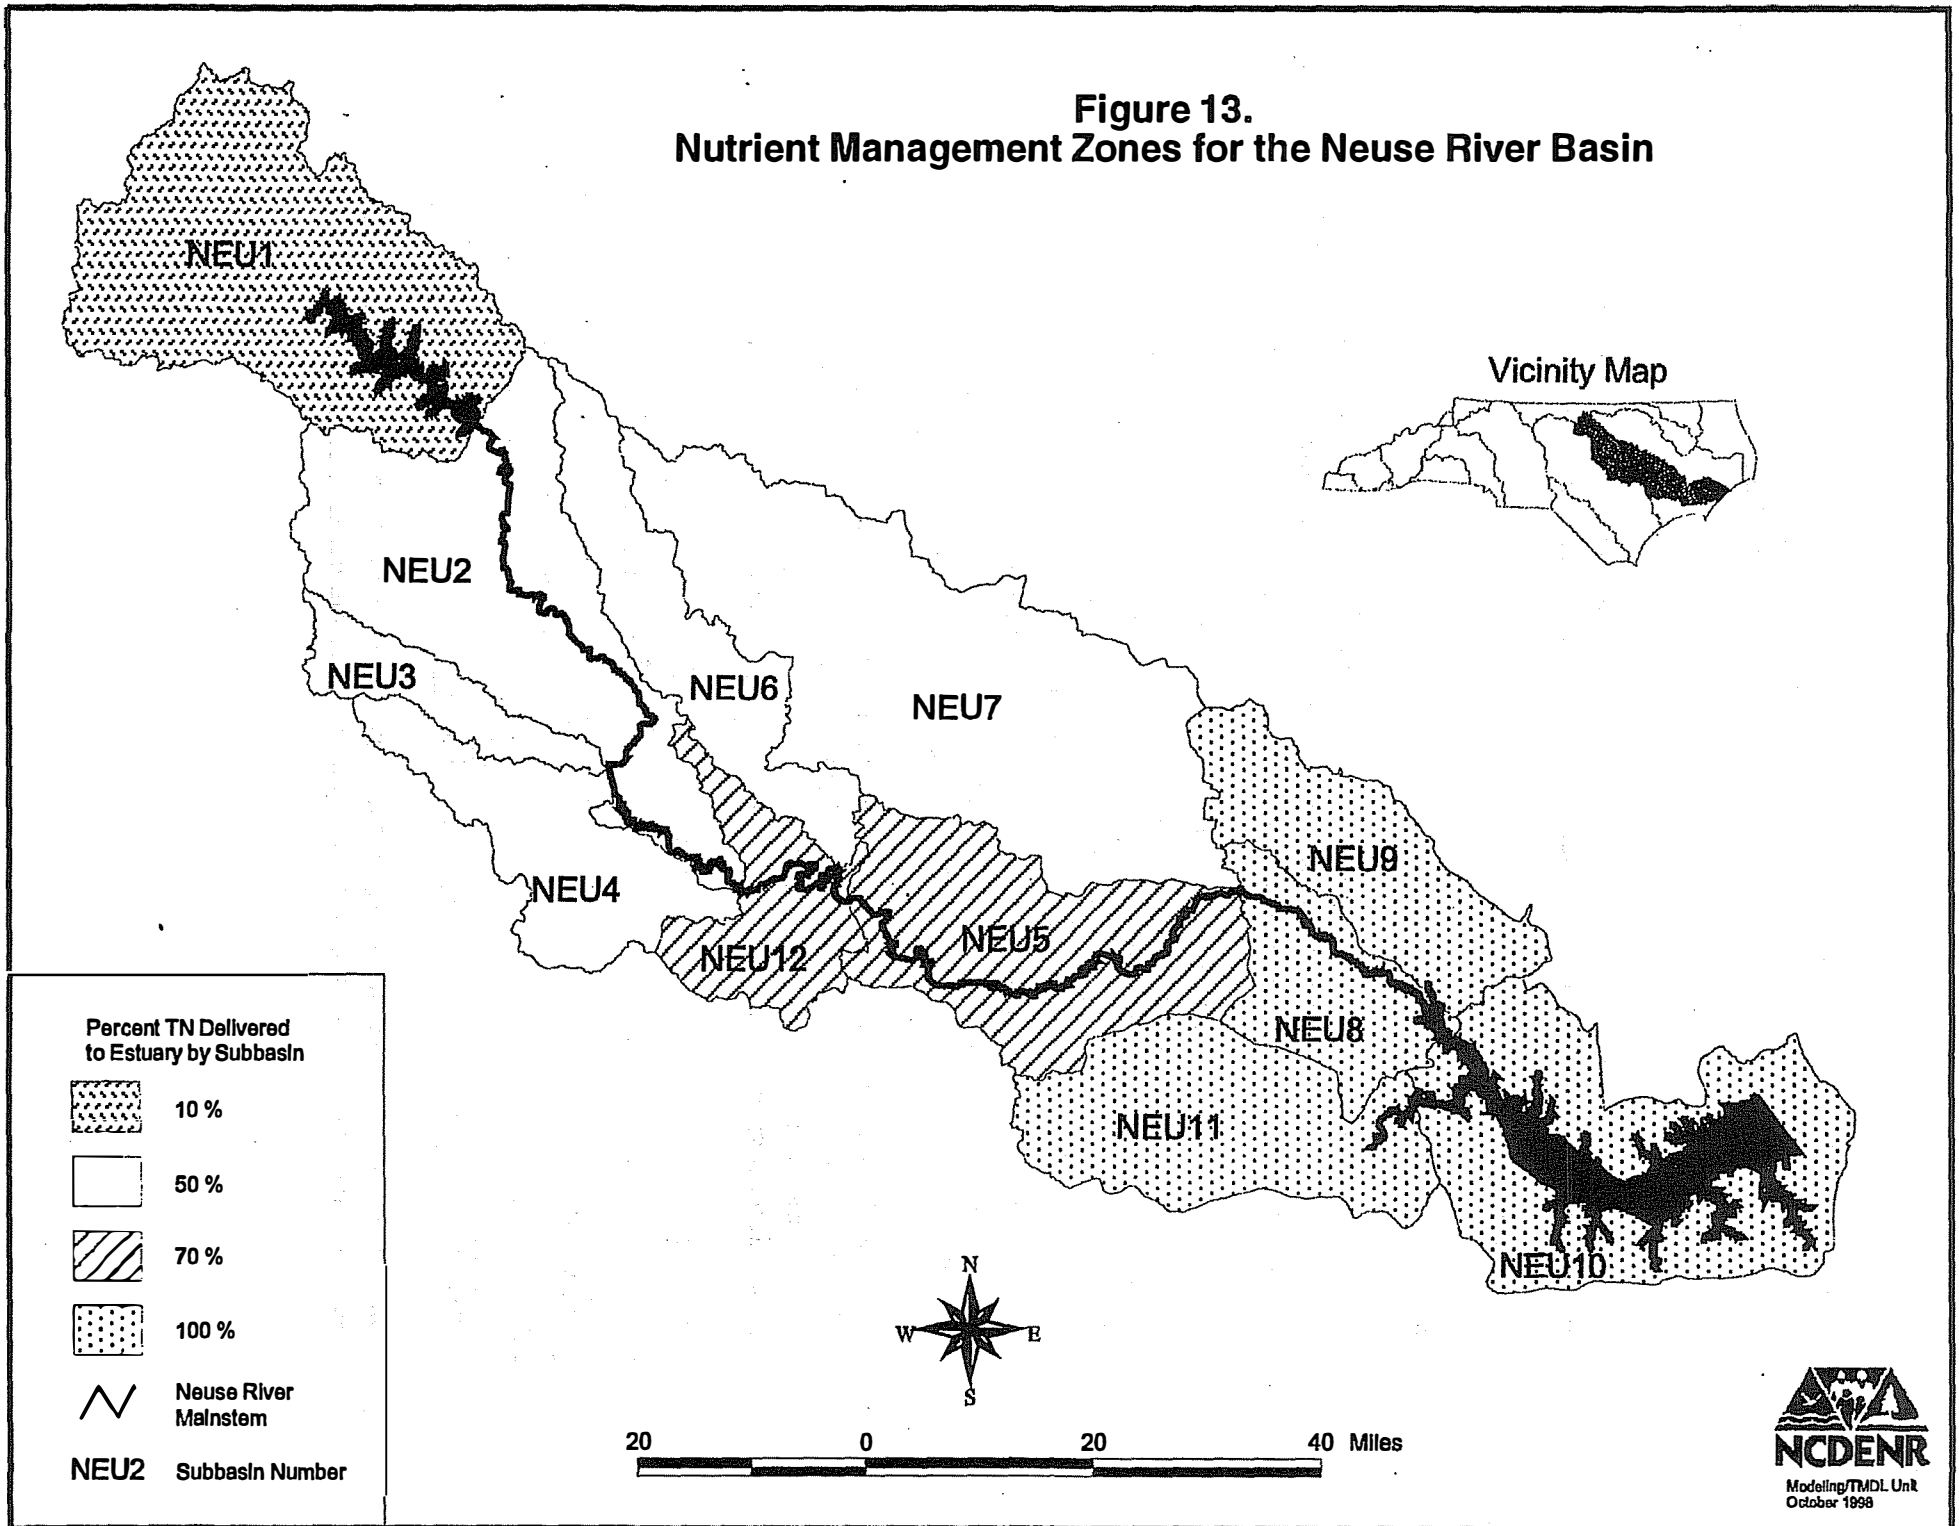 Figure 13.
Nutrient Management Zones for the Neuse River Basin
NEU1
Vicinity Map
NEU2
NEU3
NEU6
NEU7
NEU9
NEU4
NEU5
NEU12
NEU8
NEU11
NEU10
Percent TN Delivered
to Estuary by Subbasin
10 %
50 %
70 %
100 %
Neuse River
Mainstem
NEU2 Subbasin Number
N
W E
S
20 0 20 40 Miles
NCDENR
Modeling/TMDL Unit
October 1998